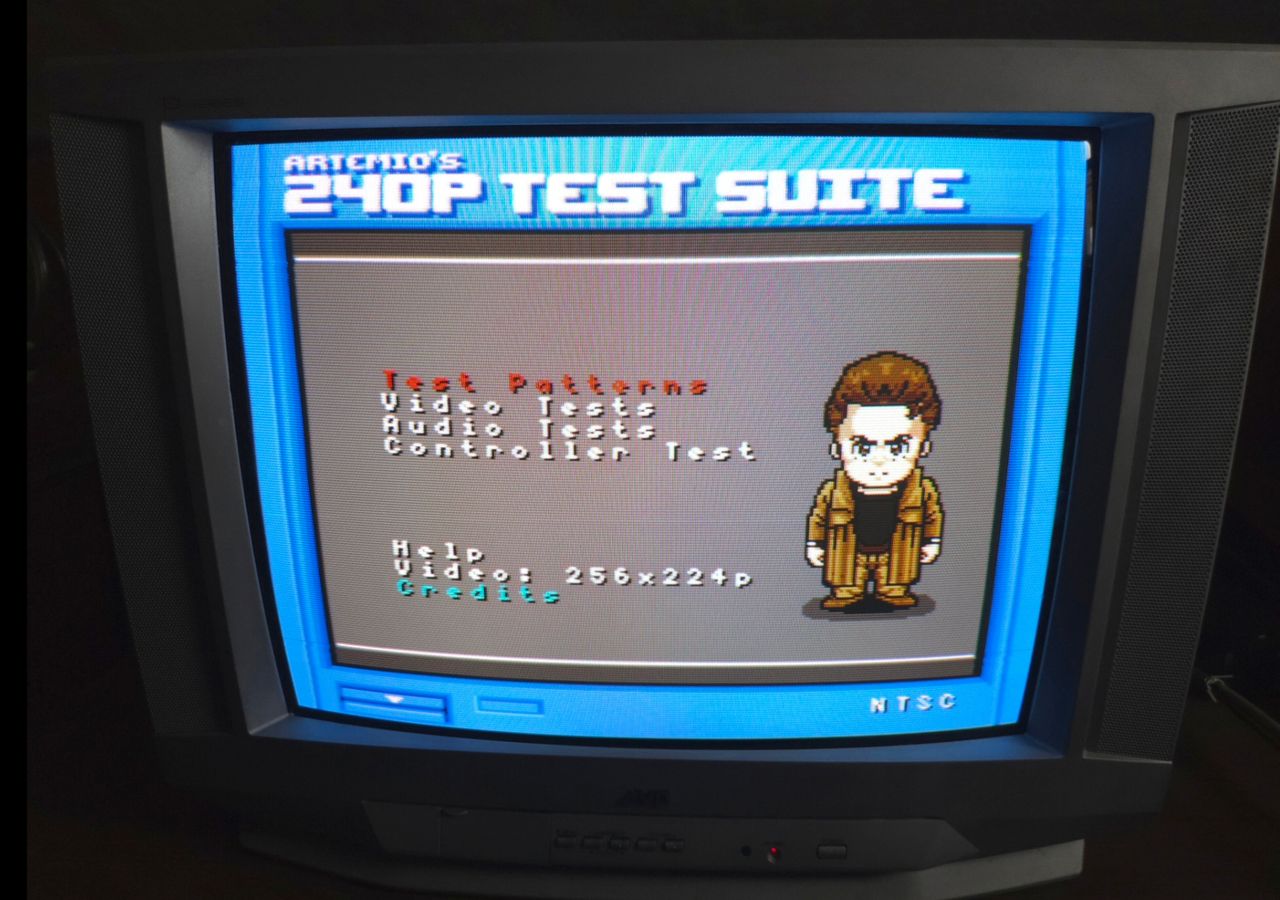 ARTEMIO'S
240P TEST SUITE
Test Patterns
Video Tests
Audio Tests
Controller Test
Help
Video: 256x224p
Credits
NTSC